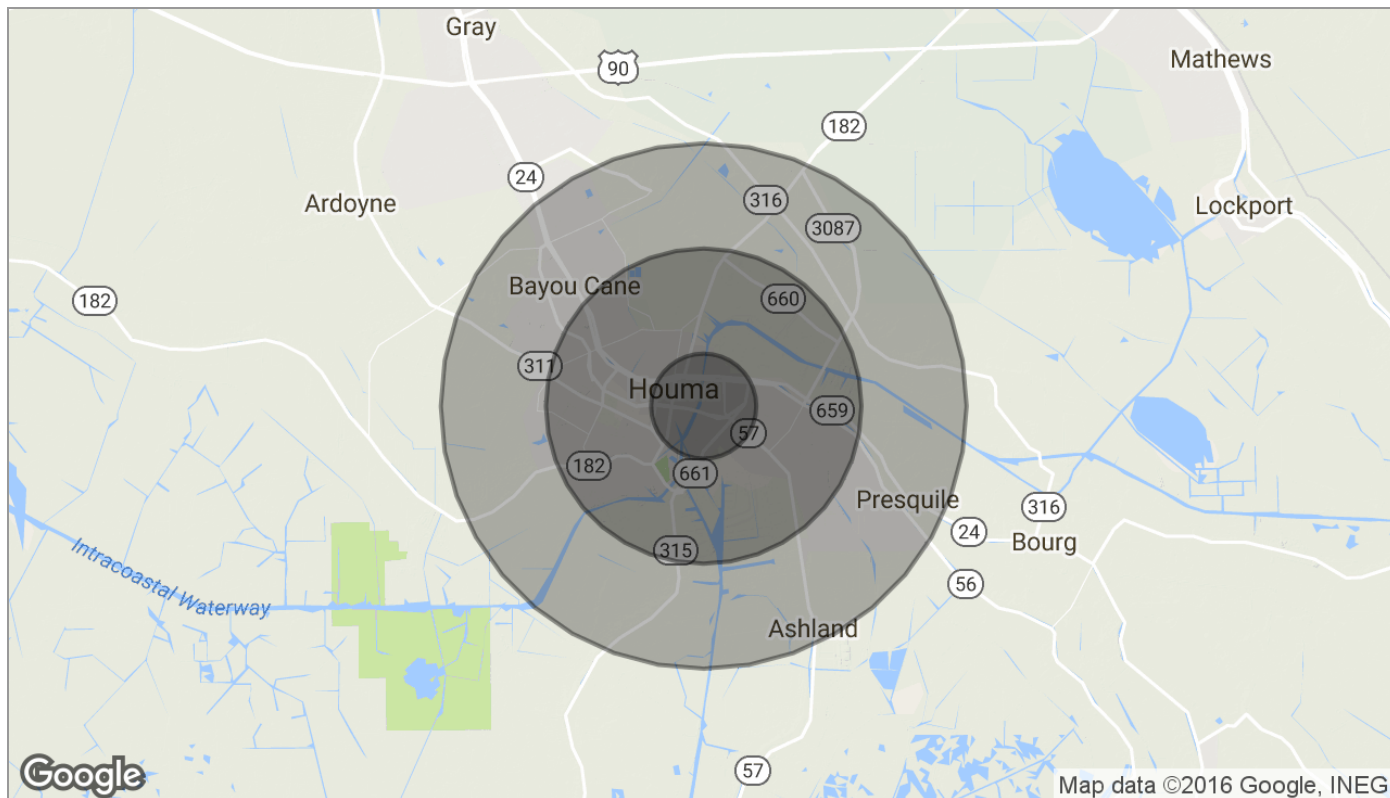 Gray
Mathews
90
182
24
Ardoyne
316
Lockport
3087
Bayou Cane
182
660
311
Houma
659
57
182
661
Presquile
316
24
Bourg
315
Intracoastal Waterway
56
Ashland
57
Google
Map data ©2016 Google, INEG